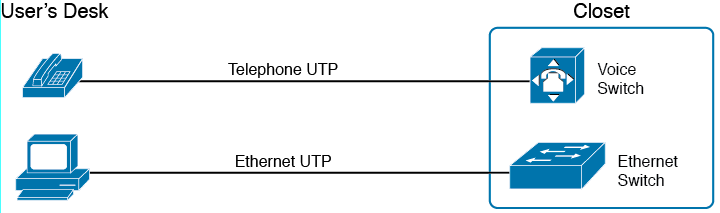 User's Desk
Closet
Telephone UTP
Voice
Switch
Ethernet UTP
Ethernet
Switch